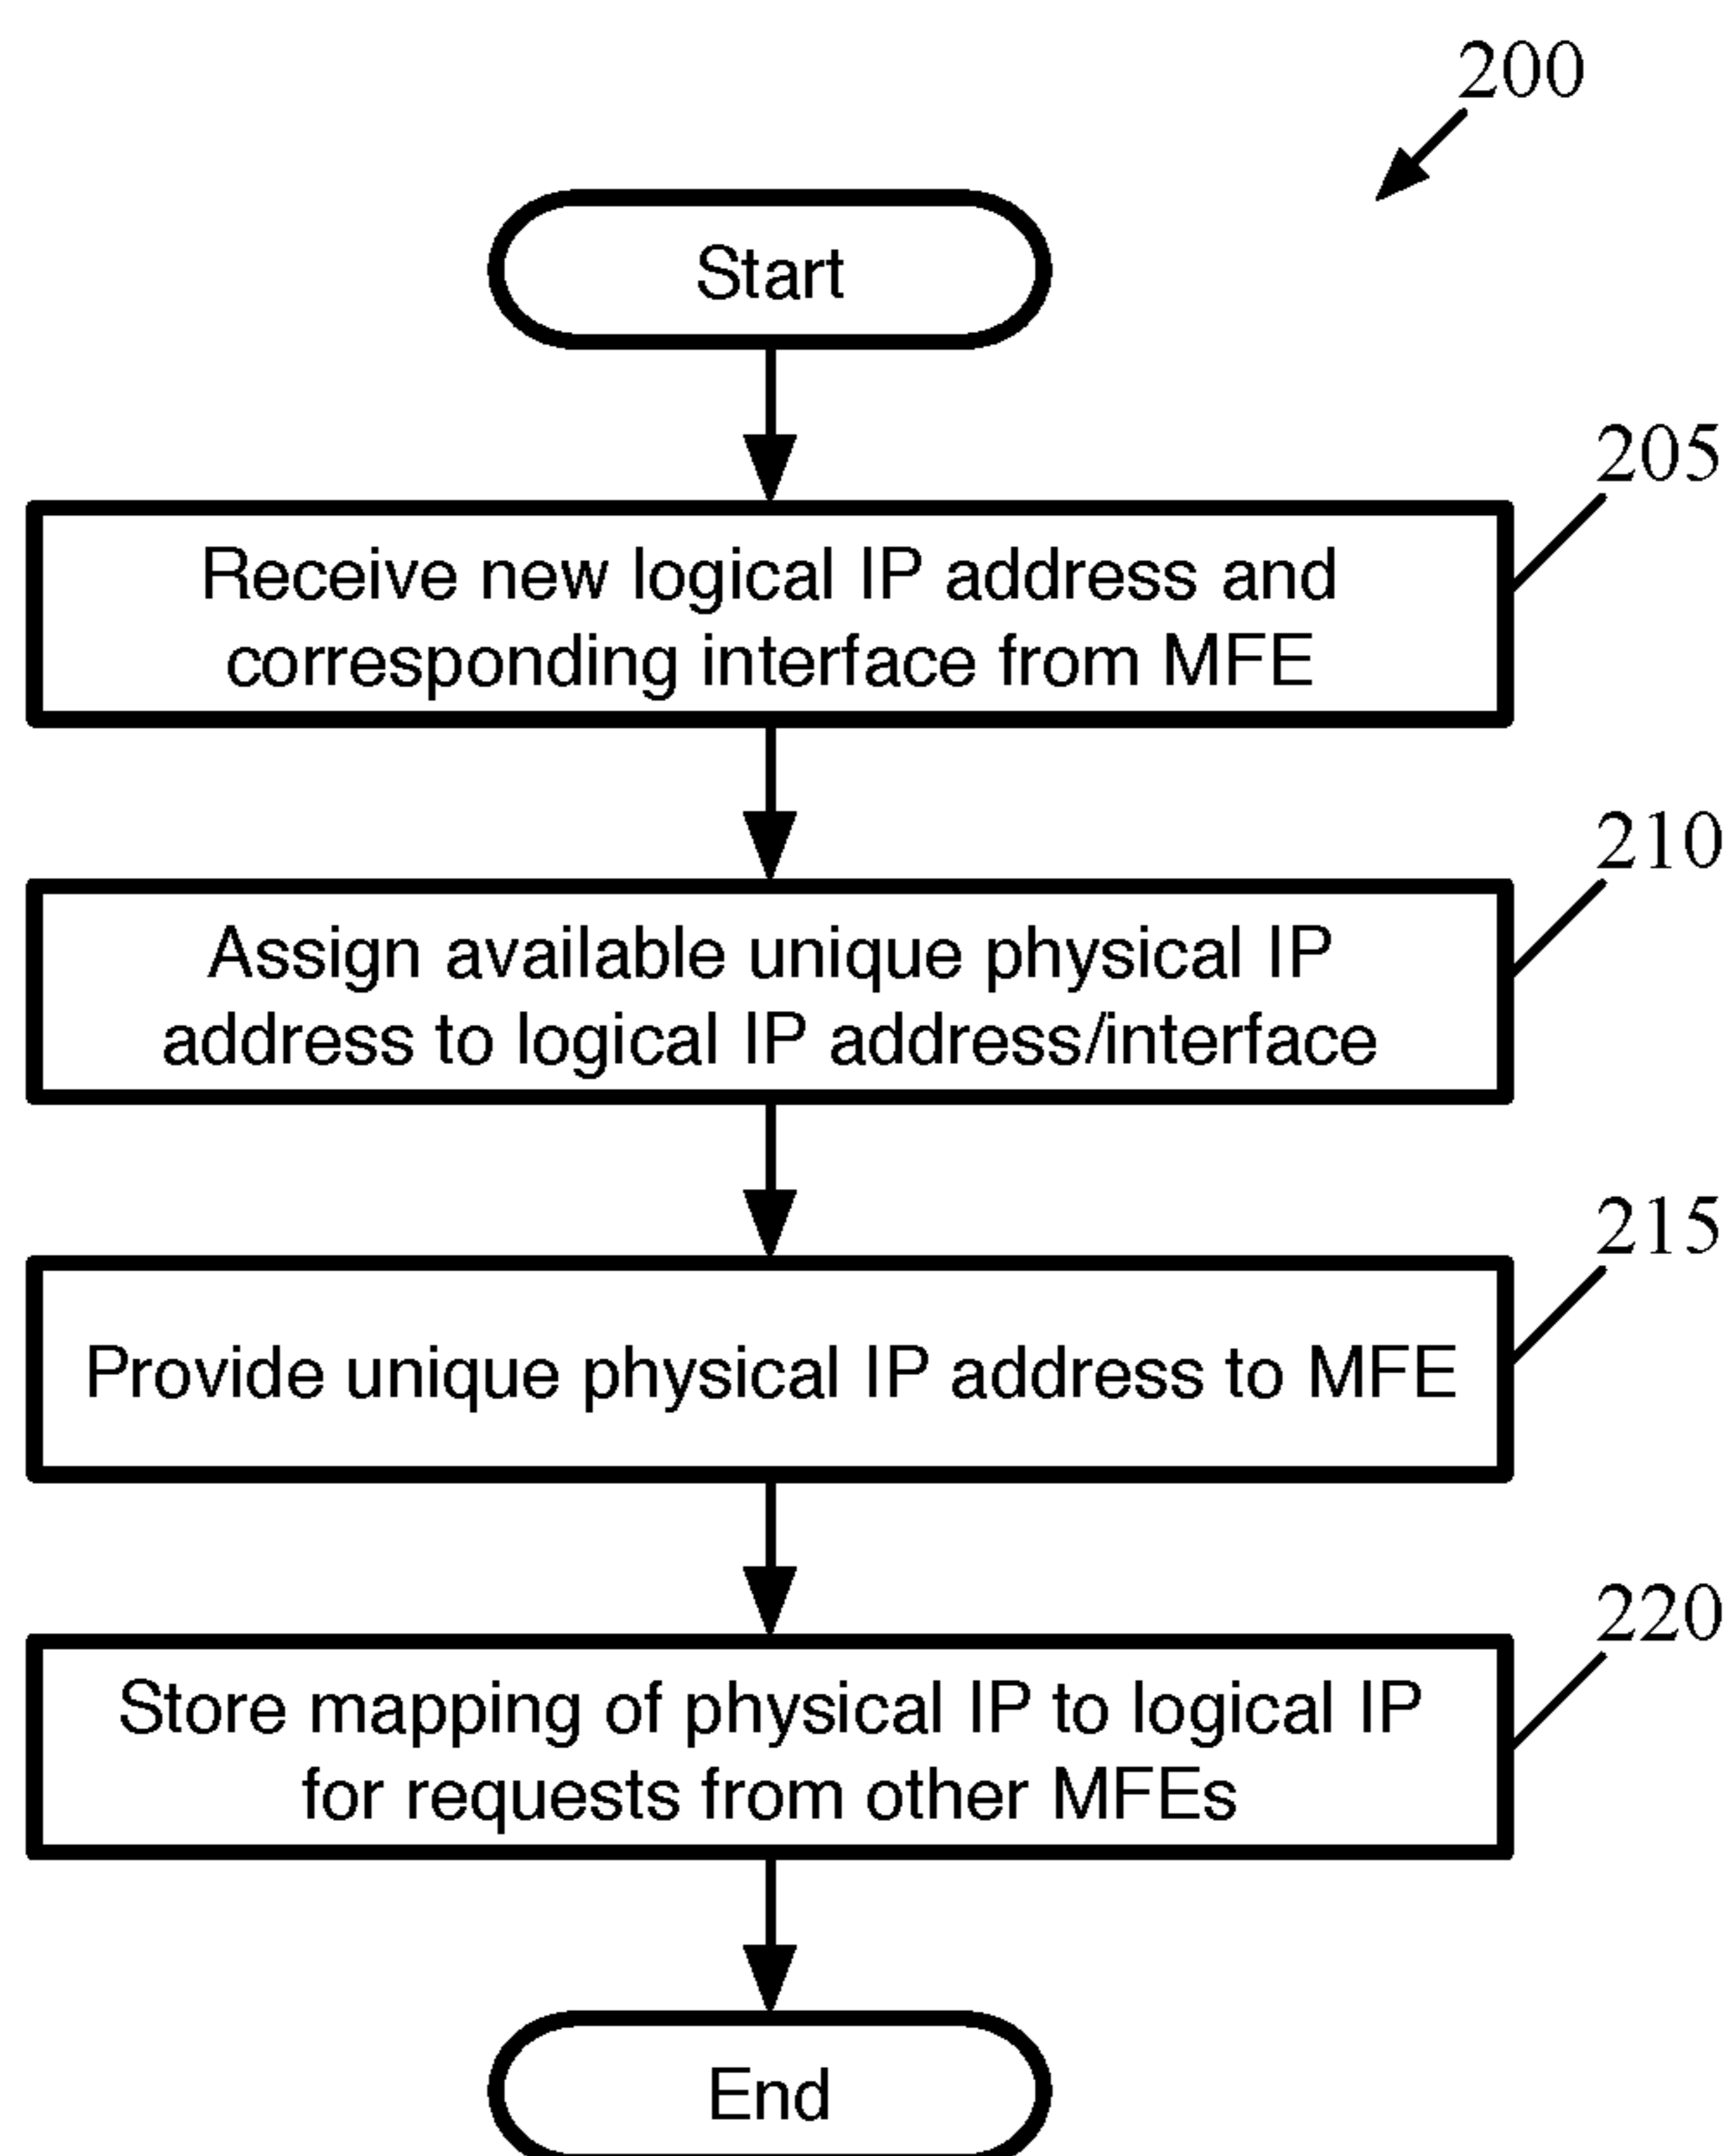 200
Start
205
Receive new logical IP address and
corresponding interface from MFE
210
Assign available unique physical IP
address to logical IP address/interface
215
Provide unique physical IP address to MFE
220
Store mapping of physical IP to logical IP
for requests from other MFEs
End